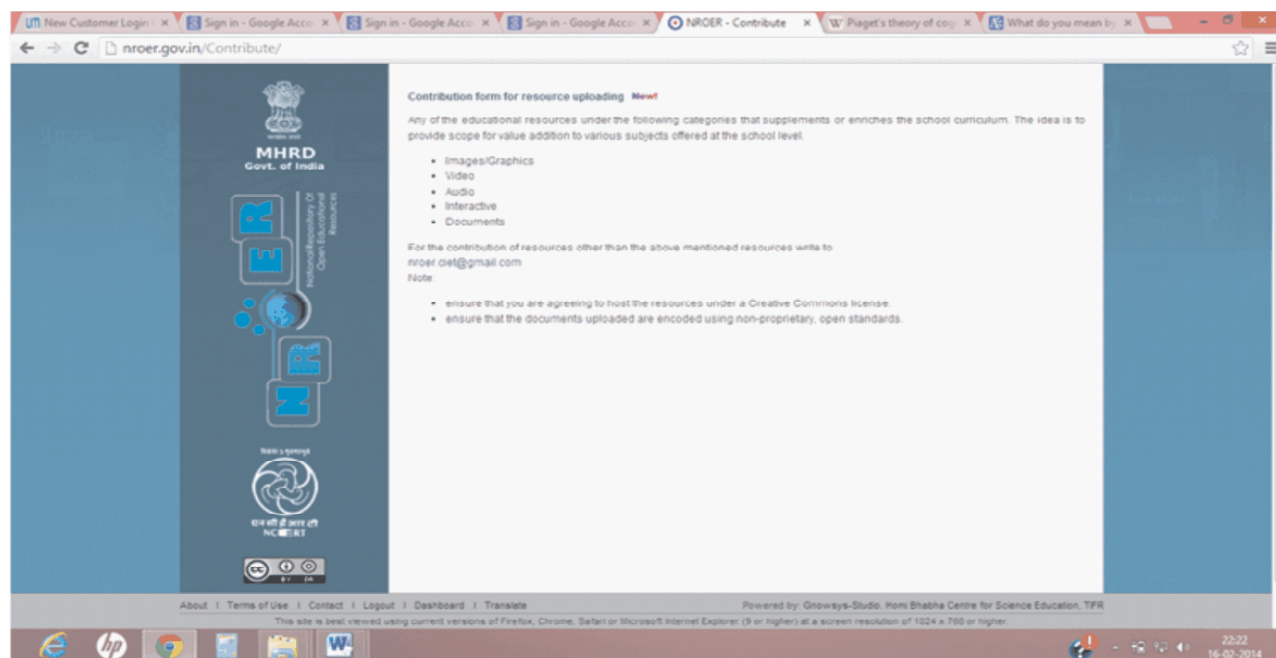 New Customer Login
Sign in - Google Acco
Sign in - Google Acco
Sign in - Google Acco
NROER - Contribute
Piaget's theory of cog
What do you mean by
nroer.gov.in/Contribute/
MHRD
Govt. of India
NROER
National Repository Of
Open Educational
Resources
एन सी ई आर टी
NCERT
cc
BY SA
Contribution form for resource uploading New!
Any of the educational resources under the following categories that supplements or enriches the school curriculum. The idea is to
provide scope for value addition to various subjects offered at the school level.
• Images/Graphics
• Video
• Audio
• Interactive
• Documents
For the contribution of resources other than the above mentioned resources write to
nroer.ciet@gmail.com
Note:
• ensure that you are agreeing to host the resources under a Creative Commons license.
• ensure that the documents uploaded are encoded using non-proprietary, open standards.
About | Terms of Use | Contact | Logout | Dashboard | Translate
Powered by: Gnowsys-Studio, Homi Bhabha Centre for Science Education, TIFR
This site is best viewed using current versions of Firefox, Chrome, Safari or Microsoft Internet Explorer (9 or higher) at a screen resolution of 1024 x 768 or higher.
hp
W
22:22
16-02-2014